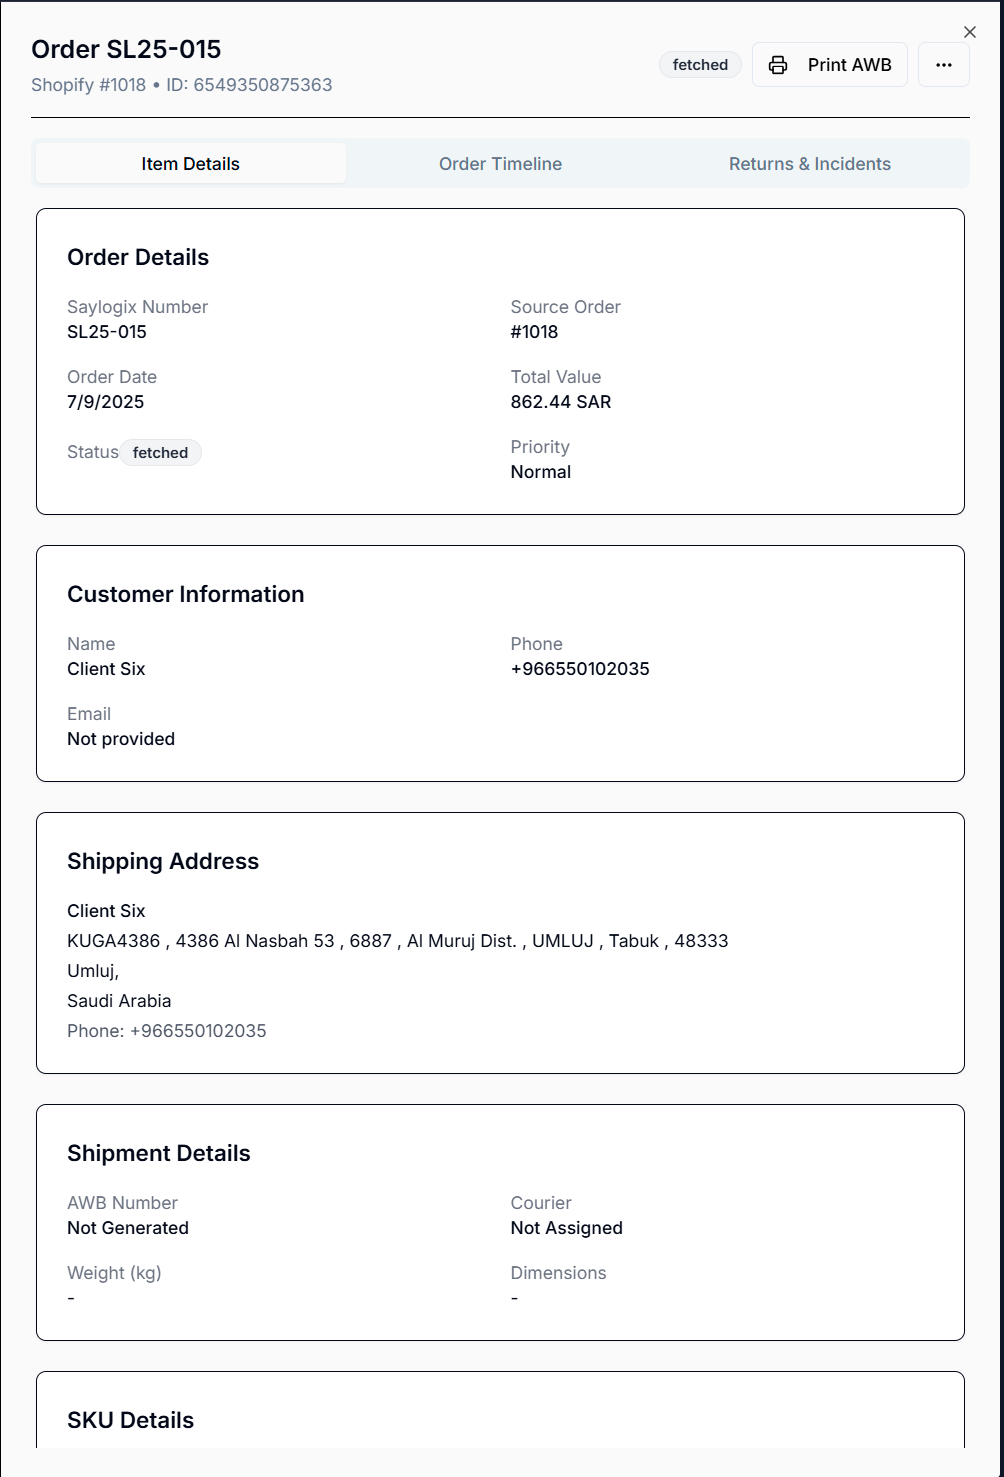 Order SL25-015
Shopify #1018 • ID: 6549350875363
fetched
Print AWB
Item Details
Order Timeline
Returns & Incidents
Order Details
Saylogix Number
SL25-015
Source Order
#1018
Order Date
7/9/2025
Total Value
862.44 SAR
Status fetched
Priority
Normal
Customer Information
Name
Client Six
Phone
+966550102035
Email
Not provided
Shipping Address
Client Six
KUGA4386 , 4386 Al Nasbah 53 , 6887 , Al Muruj Dist. , UMLUJ , Tabuk , 48333
Umluj,
Saudi Arabia
Phone: +966550102035
Shipment Details
AWB Number
Not Generated
Courier
Not Assigned
Weight (kg)
-
Dimensions
-
SKU Details